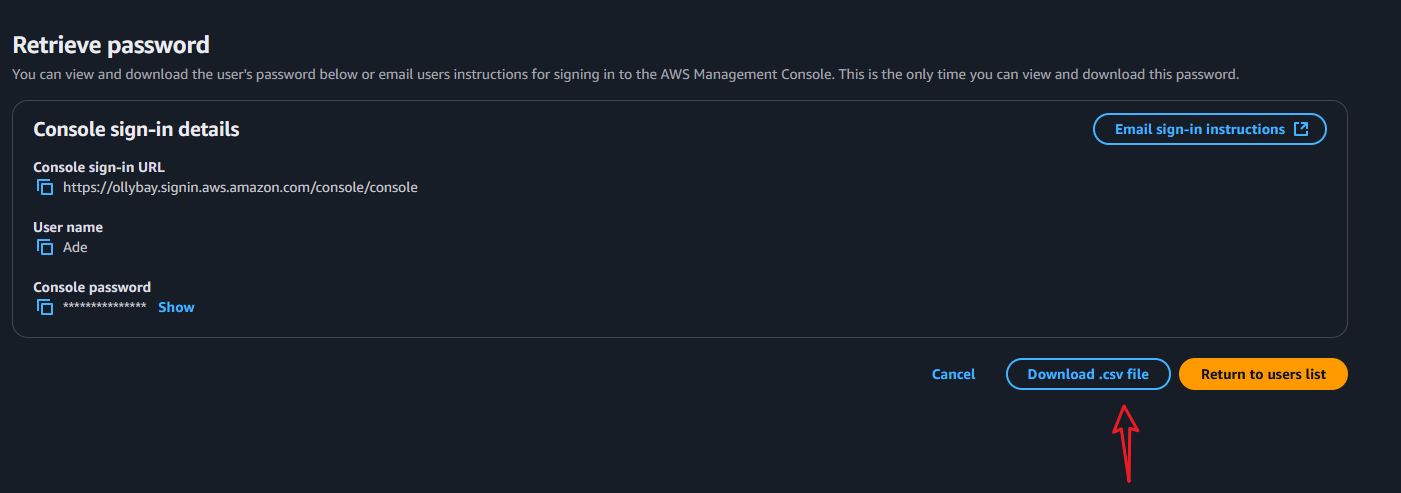 Retrieve password
You can view and download the user's password below or email users instructions for signing in to the AWS Management Console. This is the only time you can view and download this password.
Console sign-in details
Email sign-in instructions
Console sign-in URL
https://ollybay.signin.aws.amazon.com/console/console
User name
Ade
Console password
*************** Show
Cancel
Download .csv file
Return to users list